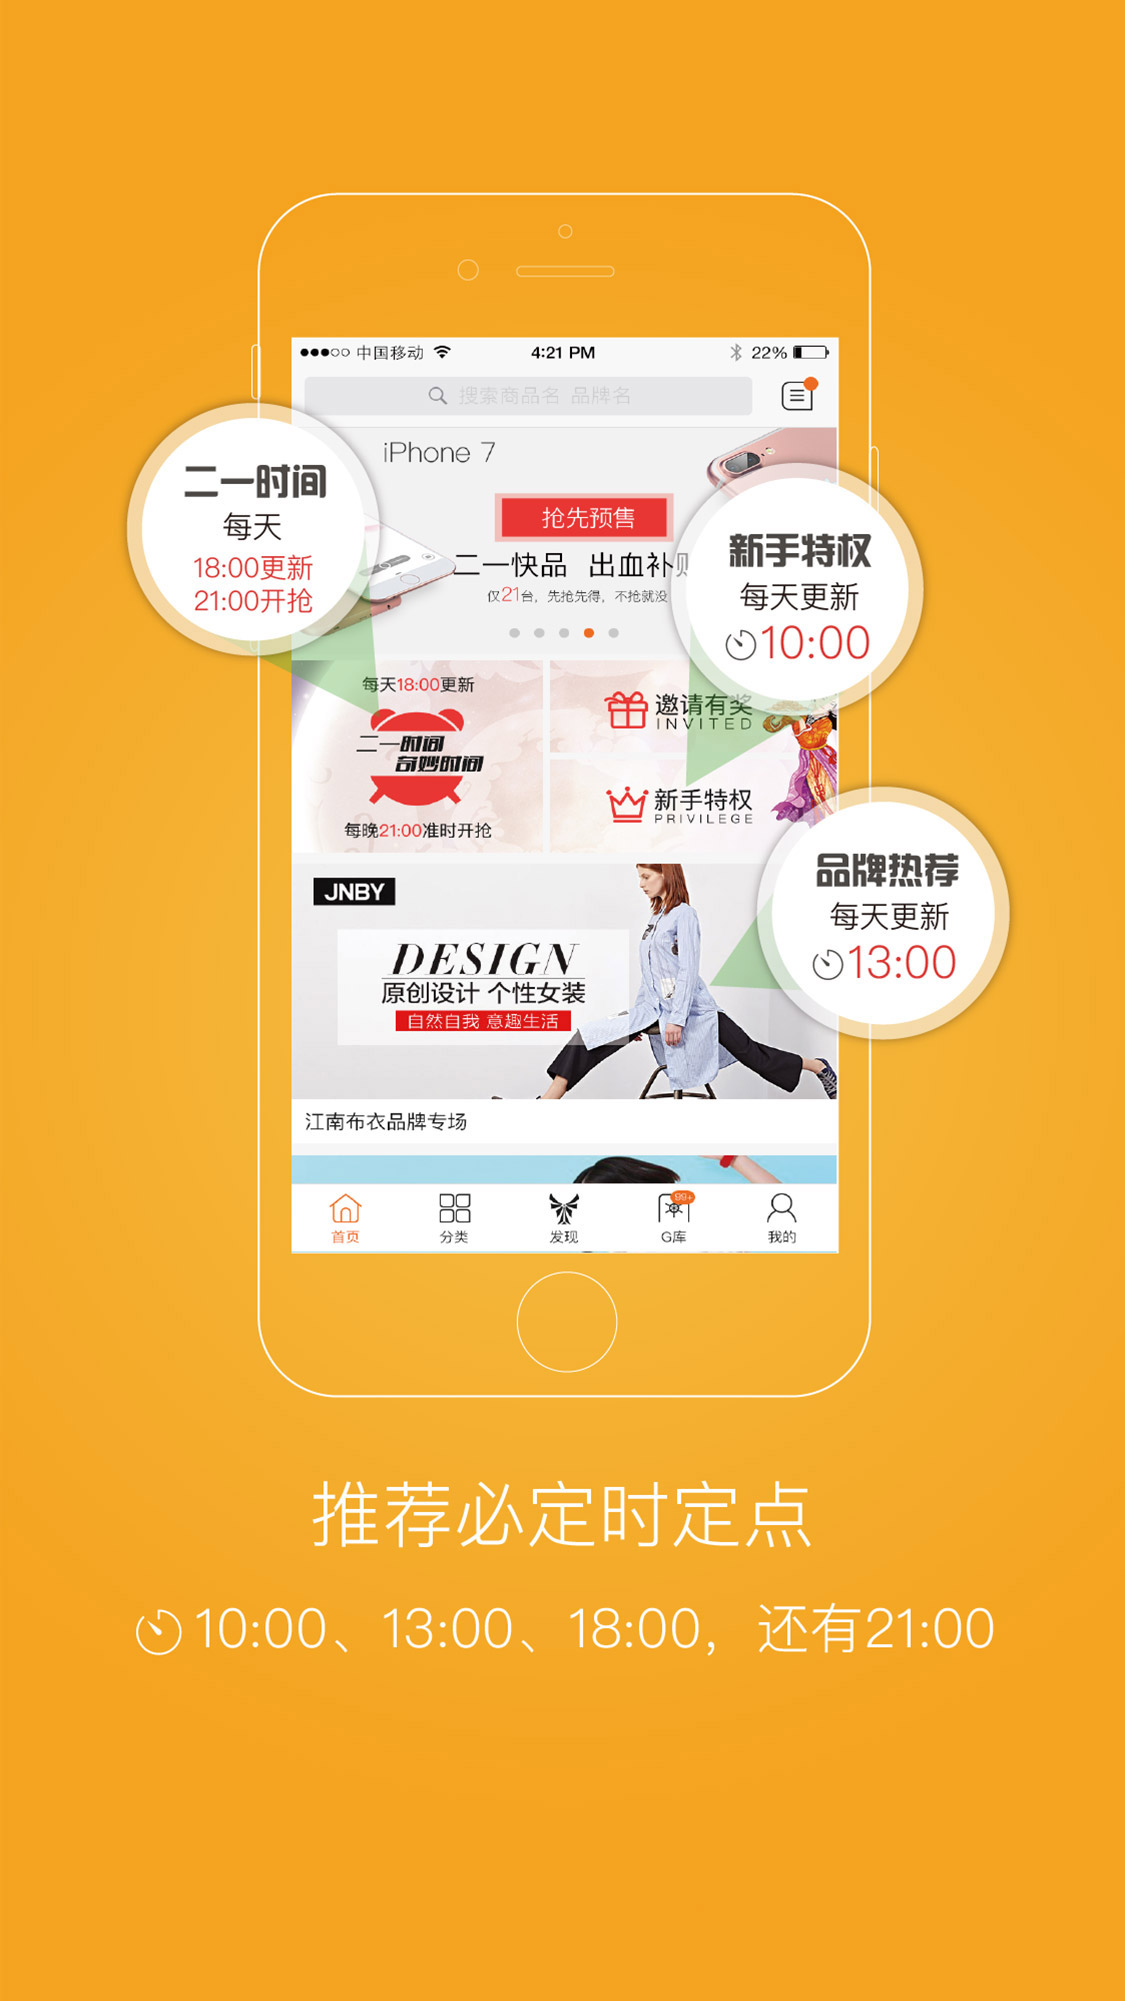 中国移动
4:21 PM
22%
搜索商品名 品牌名
iPhone 7
抢先预售
二一快品 出血补贴
仅21台，先抢先得，不抢就没
二一时间
每天
18:00更新
21:00开抢
新手特权
每天更新
10:00
每天18:00更新
二一时间
奇妙时间
每晚21:00准时开抢
邀请有奖
INVITED
新手特权
PRIVILEGE
品牌热荐
每天更新
13:00
JNBY
DESIGN
原创设计 个性女装
自然自我 意趣生活
江南布衣品牌专场
首页
分类
发现
99+
G库
我的
推荐必定时定点
10:00、13:00、18:00，还有21:00